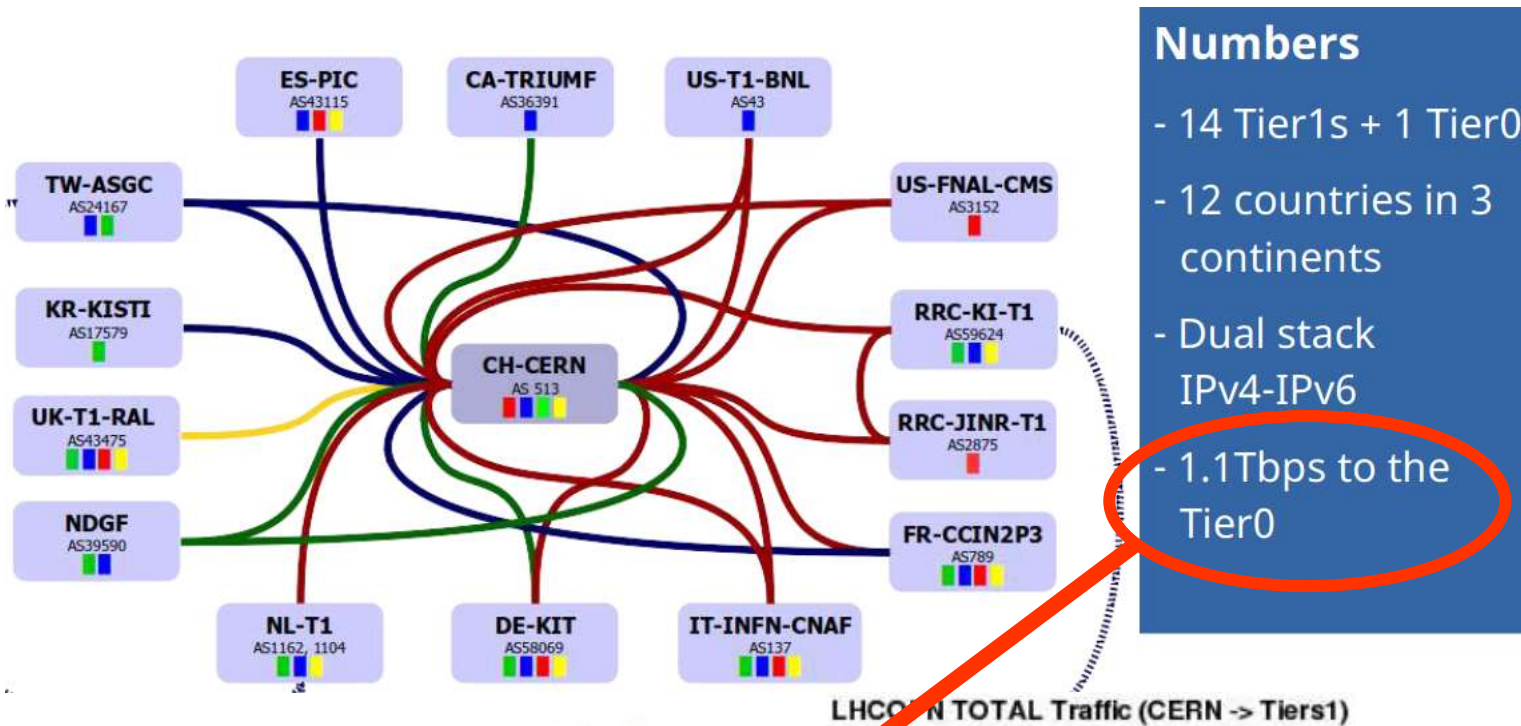 ES-PIC
AS43115
CA-TRIUMF
AS36391
US-T1-BNL
AS43
TW-ASGC
AS24167
US-FNAL-CMS
AS3152
KR-KISTI
AS17579
RRC-KI-T1
AS59624
CH-CERN
AS 513
UK-T1-RAL
AS43475
RRC-JINR-T1
AS2875
NDGF
AS39590
FR-CCIN2P3
AS789
NL-T1
AS1162, 1104
DE-KIT
AS58069
IT-INFN-CNAF
AS137
Numbers
- 14 Tier1s + 1 Tier0
- 12 countries in 3
continents
- Dual stack
IPv4-IPv6
- 1.1Tbps to the
Tier0
TOTAL Traffic (CERN -> Tiers1)